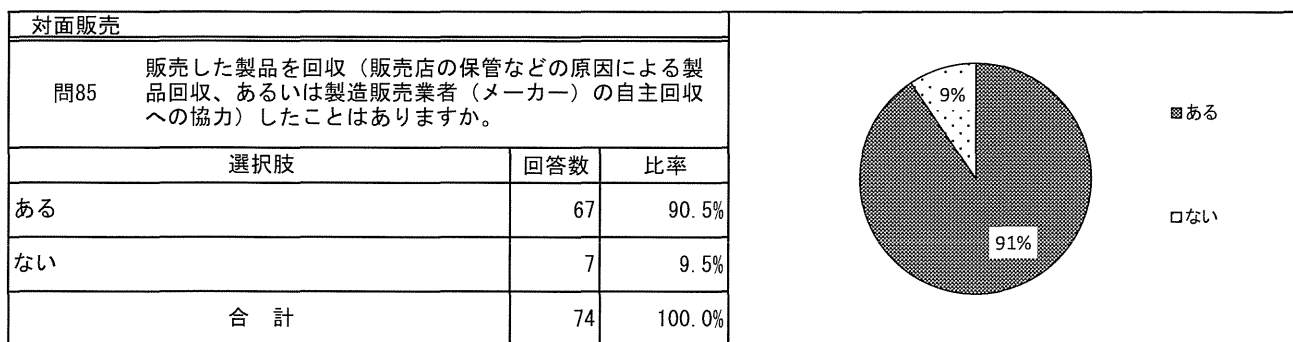 対面販売
問85
販売した製品を回収（販売店の保管などの原因による製
品回収、あるいは製造販売業者（メーカー）の自主回収
への協力）したことはありますか。
選択肢 回答数 比率
ある 67 90.5%
ない 7 9.5%
合 計 74 100.0%
9%
91%
ある
ない